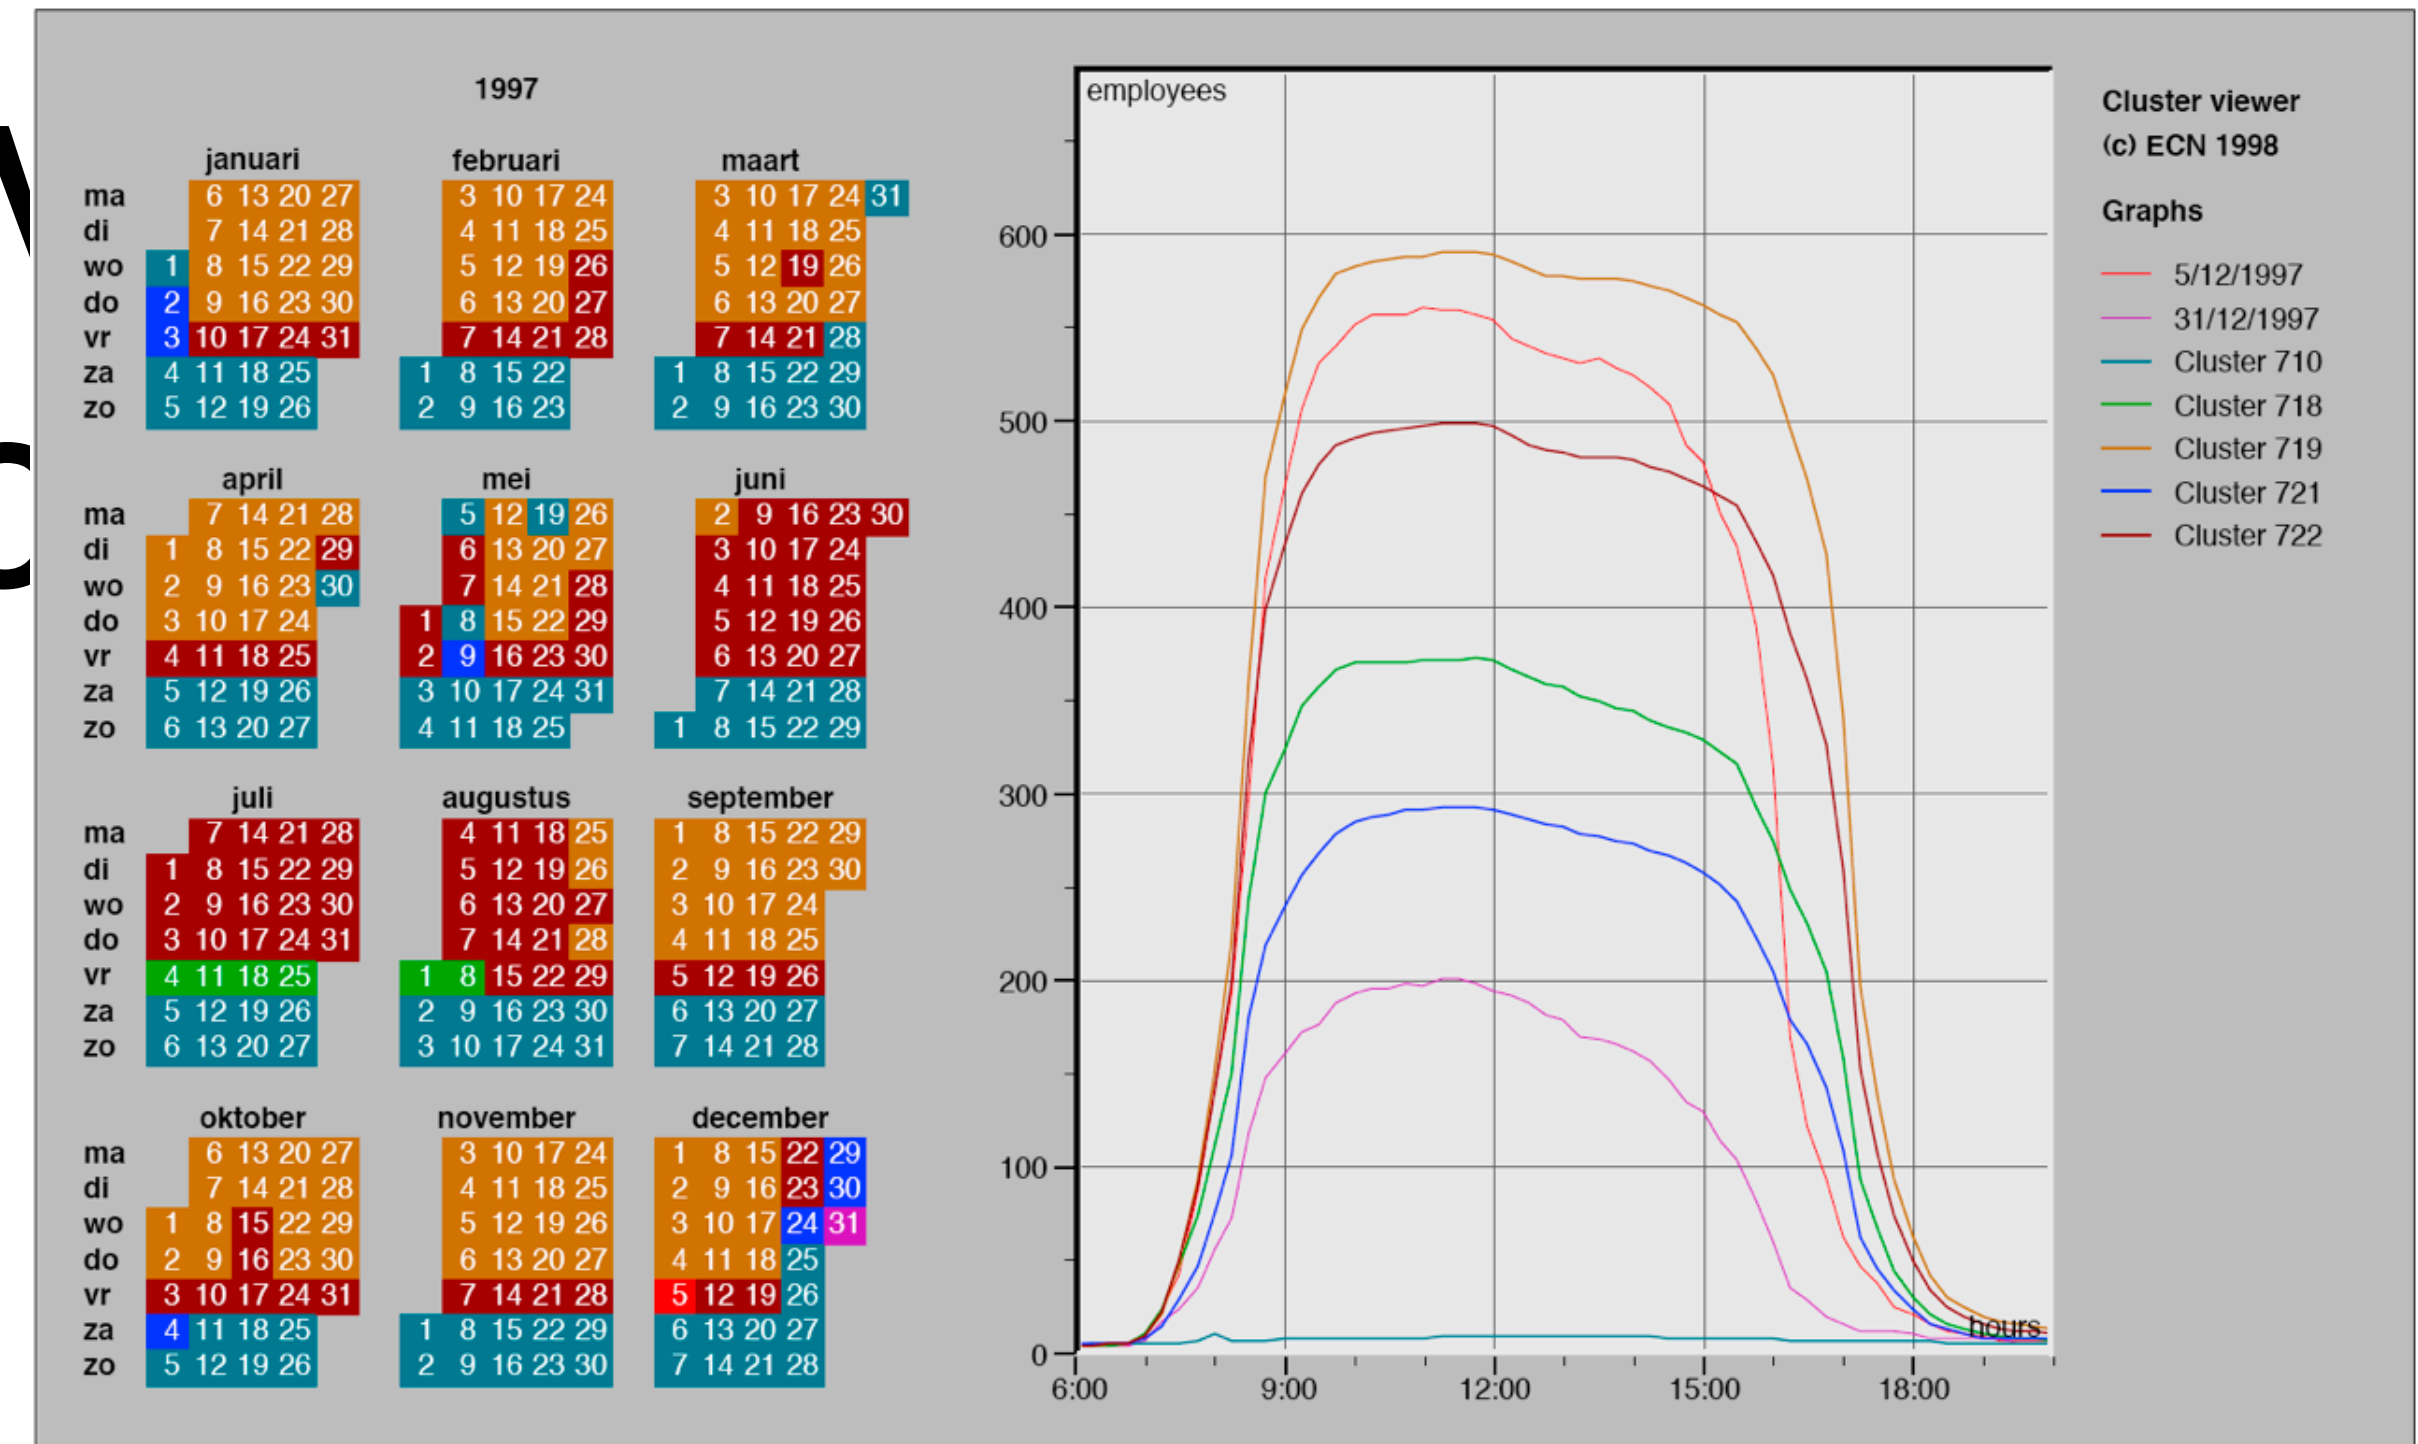 1997
januari februari maart
ma 6 13 20 27 3 10 17 24 3 10 17 24 31
di 7 14 21 28 4 11 18 25 4 11 18 25
wo 1 8 15 22 29 5 12 19 26 5 12 19 26
do 2 9 16 23 30 6 13 20 27 6 13 20 27
vr 3 10 17 24 31 7 14 21 28 7 14 21 28
za 4 11 18 25 1 8 15 22 1 8 15 22 29
zo 5 12 19 26 2 9 16 23 2 9 16 23 30
april mei juni
ma 7 14 21 28 5 12 19 26 2 9 16 23 30
di 1 8 15 22 29 6 13 20 27 3 10 17 24
wo 2 9 16 23 30 7 14 21 28 4 11 18 25
do 3 10 17 24 1 8 15 22 29 5 12 19 26
vr 4 11 18 25 2 9 16 23 30 6 13 20 27
za 5 12 19 26 3 10 17 24 31 7 14 21 28
zo 6 13 20 27 4 11 18 25 1 8 15 22 29
juli augustus september
ma 7 14 21 28 4 11 18 25 1 8 15 22 29
di 1 8 15 22 29 5 12 19 26 2 9 16 23 30
wo 2 9 16 23 30 6 13 20 27 3 10 17 24
do 3 10 17 24 31 7 14 21 28 4 11 18 25
vr 4 11 18 25 1 8 15 22 29 5 12 19 26
za 5 12 19 26 2 9 16 23 30 6 13 20 27
zo 6 13 20 27 3 10 17 24 31 7 14 21 28
oktober november december
ma 6 13 20 27 3 10 17 24 1 8 15 22 29
di 7 14 21 28 4 11 18 25 2 9 16 23 30
wo 1 8 15 22 29 5 12 19 26 3 10 17 24 31
do 2 9 16 23 30 6 13 20 27 4 11 18 25
vr 3 10 17 24 31 7 14 21 28 5 12 19 26
za 4 11 18 25 1 8 15 22 29 6 13 20 27
zo 5 12 19 26 2 9 16 23 30 7 14 21 28
employees
600
500
400
300
200
100
0
hours
6:00 9:00 12:00 15:00 18:00
Cluster viewer
(c) ECN 1998
Graphs
5/12/1997
31/12/1997
Cluster 710
Cluster 718
Cluster 719
Cluster 721
Cluster 722